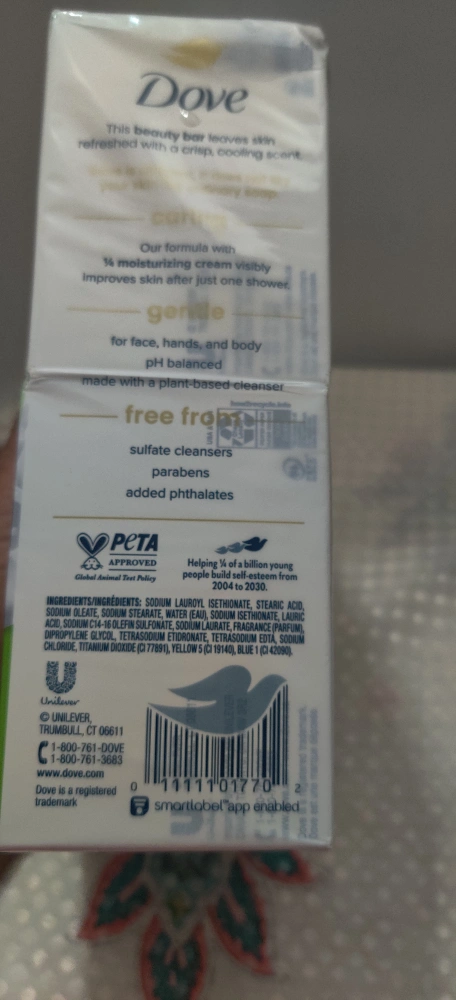 Dove
This beauty bar leaves skin
refreshed with a crisp, cooling scent.
caring
Our formula with
¼ moisturizing cream visibly
improves skin after just one shower.
gentle
for face, hands, and body
pH balanced
made with a plant-based cleanser
free from
sulfate cleansers
parabens
added phthalates
PETA
APPROVED
Global Animal Test Policy
Helping ¼ of a billion young
people build self-esteem from
2004 to 2030.
INGREDIENTS/INGRÉDIENTS: SODIUM LAUROYL ISETHIONATE, STEARIC ACID,
SODIUM OLEATE, SODIUM STEARATE, WATER (EAU), SODIUM ISETHIONATE, LAURIC
ACID, SODIUM C14-16 OLEFIN SULFONATE, SODIUM LAURATE, FRAGRANCE (PARFUM),
DIPROPYLENE GLYCOL, TETRASODIUM ETIDRONATE, TETRASODIUM EDTA, SODIUM
CHLORIDE, TITANIUM DIOXIDE (CI 77891), YELLOW 5 (CI 19140), BLUE 1 (CI 42090).
Unilever
© UNILEVER,
TRUMBULL, CT 06611
1-800-761-DOVE
1-800-761-3683
www.dove.com
Dove is a registered
trademark
0 11111 01770 2
smartlabel™ app enabled